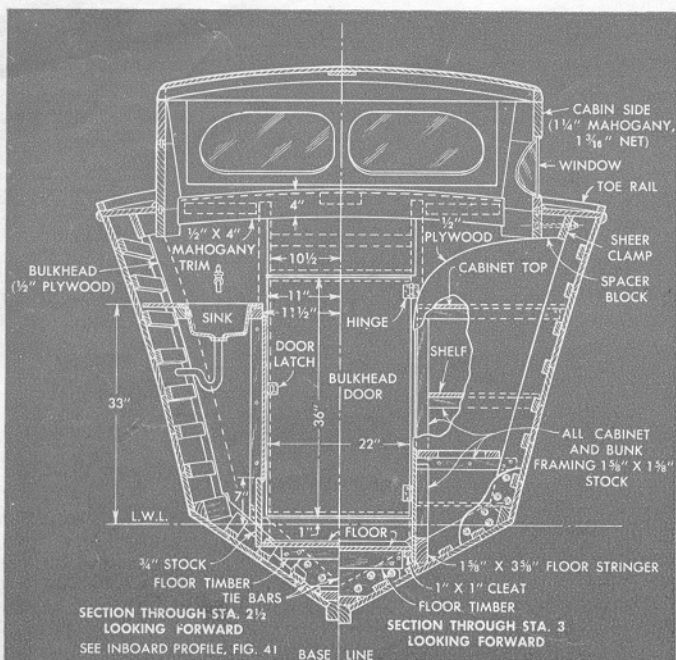 CABIN SIDE
(1¼" MAHOGANY,
1 3/16" NET)
WINDOW
TOE RAIL
4"
½" X 4"
MAHOGANY
TRIM
½"
PLYWOOD
SHEER
CLAMP
SPACER
BLOCK
BULKHEAD
(½" PLYWOOD)
10½
CABINET TOP
11"
11½"
SINK
HINGE
DOOR
LATCH
SHELF
BULKHEAD
DOOR
33"
36"
22"
ALL CABINET
AND BUNK
FRAMING 1⅝" X 1⅝"
STOCK
7"
L.W.L.
1"
FLOOR
¾" STOCK
FLOOR TIMBER
TIE BARS
1⅝" X 3⅝" FLOOR STRINGER
1" X 1" CLEAT
FLOOR TIMBER
SECTION THROUGH STA. 2½
LOOKING FORWARD
SEE INBOARD PROFILE, FIG. 41
SECTION THROUGH STA. 3
LOOKING FORWARD
BASE LINE